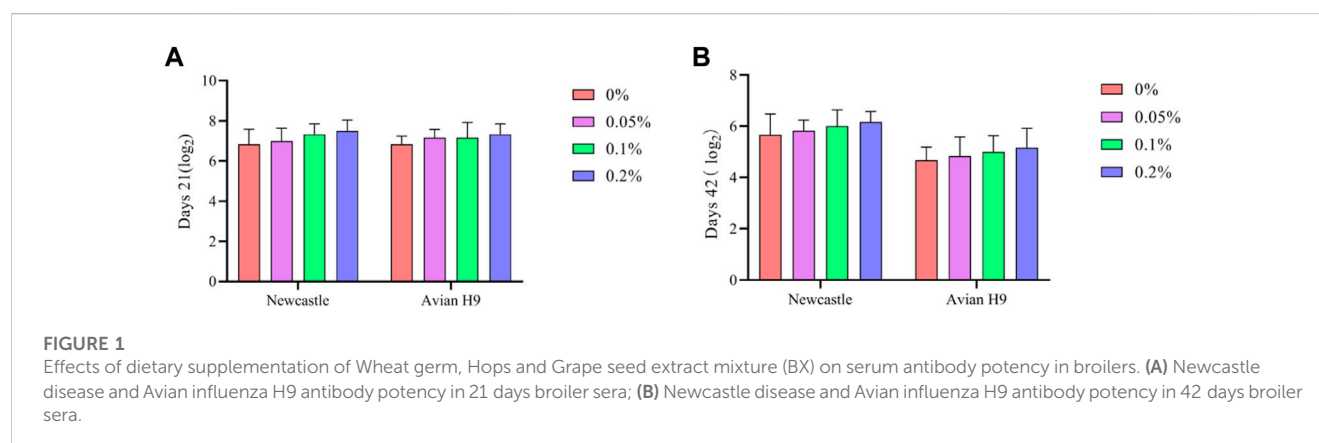 A
Days 21(log2)
10
8
6
4
2
0
Newcastle
Avian H9
0%
0.05%
0.1%
0.2%
B
Days 42( log2)
8
6
4
2
0
Newcastle
Avian H9
0%
0.05%
0.1%
0.2%
FIGURE 1
Effects of dietary supplementation of Wheat germ, Hops and Grape seed extract mixture (BX) on serum antibody potency in broilers. (A) Newcastle
disease and Avian influenza H9 antibody potency in 21 days broiler sera; (B) Newcastle disease and Avian influenza H9 antibody potency in 42 days broiler
sera.